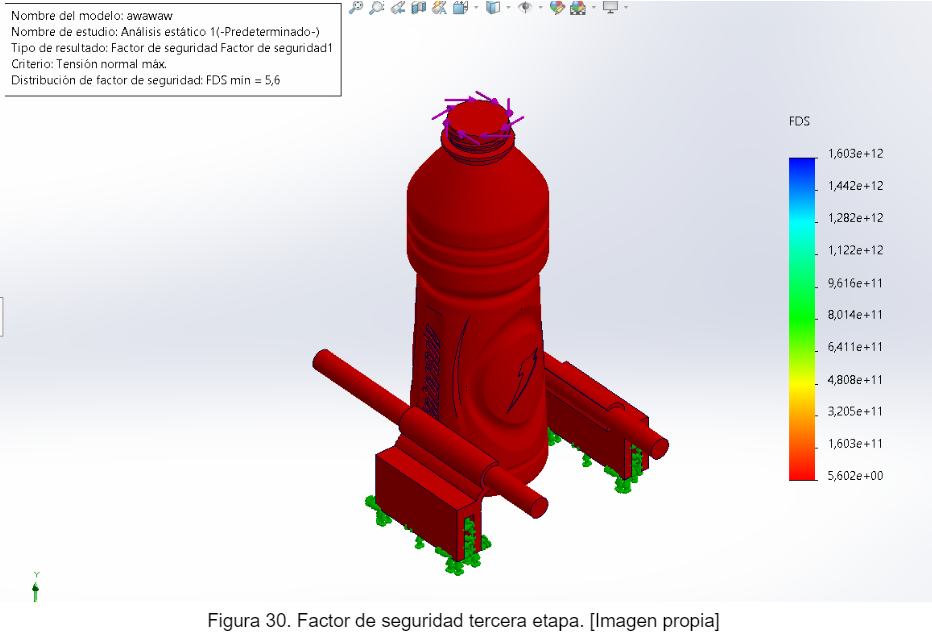 Nombre del modelo: awawaw
Nombre de estudio: Análisis estático 1(-Predeterminado-)
Tipo de resultado: Factor de seguridad Factor de seguridad1
Criterio: Tensión normal máx.
Distribución de factor de seguridad: FDS mín = 5,6
FDS
1,603e+12
1,442e+12
1,282e+12
1,122e+12
9,616e+11
8,014e+11
6,411e+11
4,808e+11
3,205e+11
1,603e+11
5,602e+00
Y
Figura 30. Factor de seguridad tercera etapa. [Imagen propia]